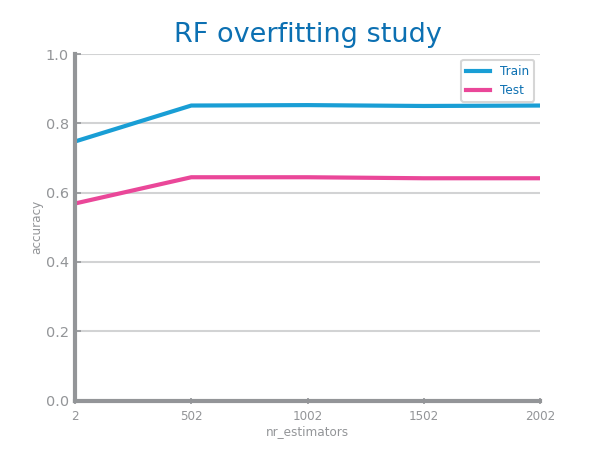 RF overfitting study
1.0
Train
Test
0.8
0.6
accuracy
0.4
0.2
0.0
2 502 1002 1502 2002
nr_estimators